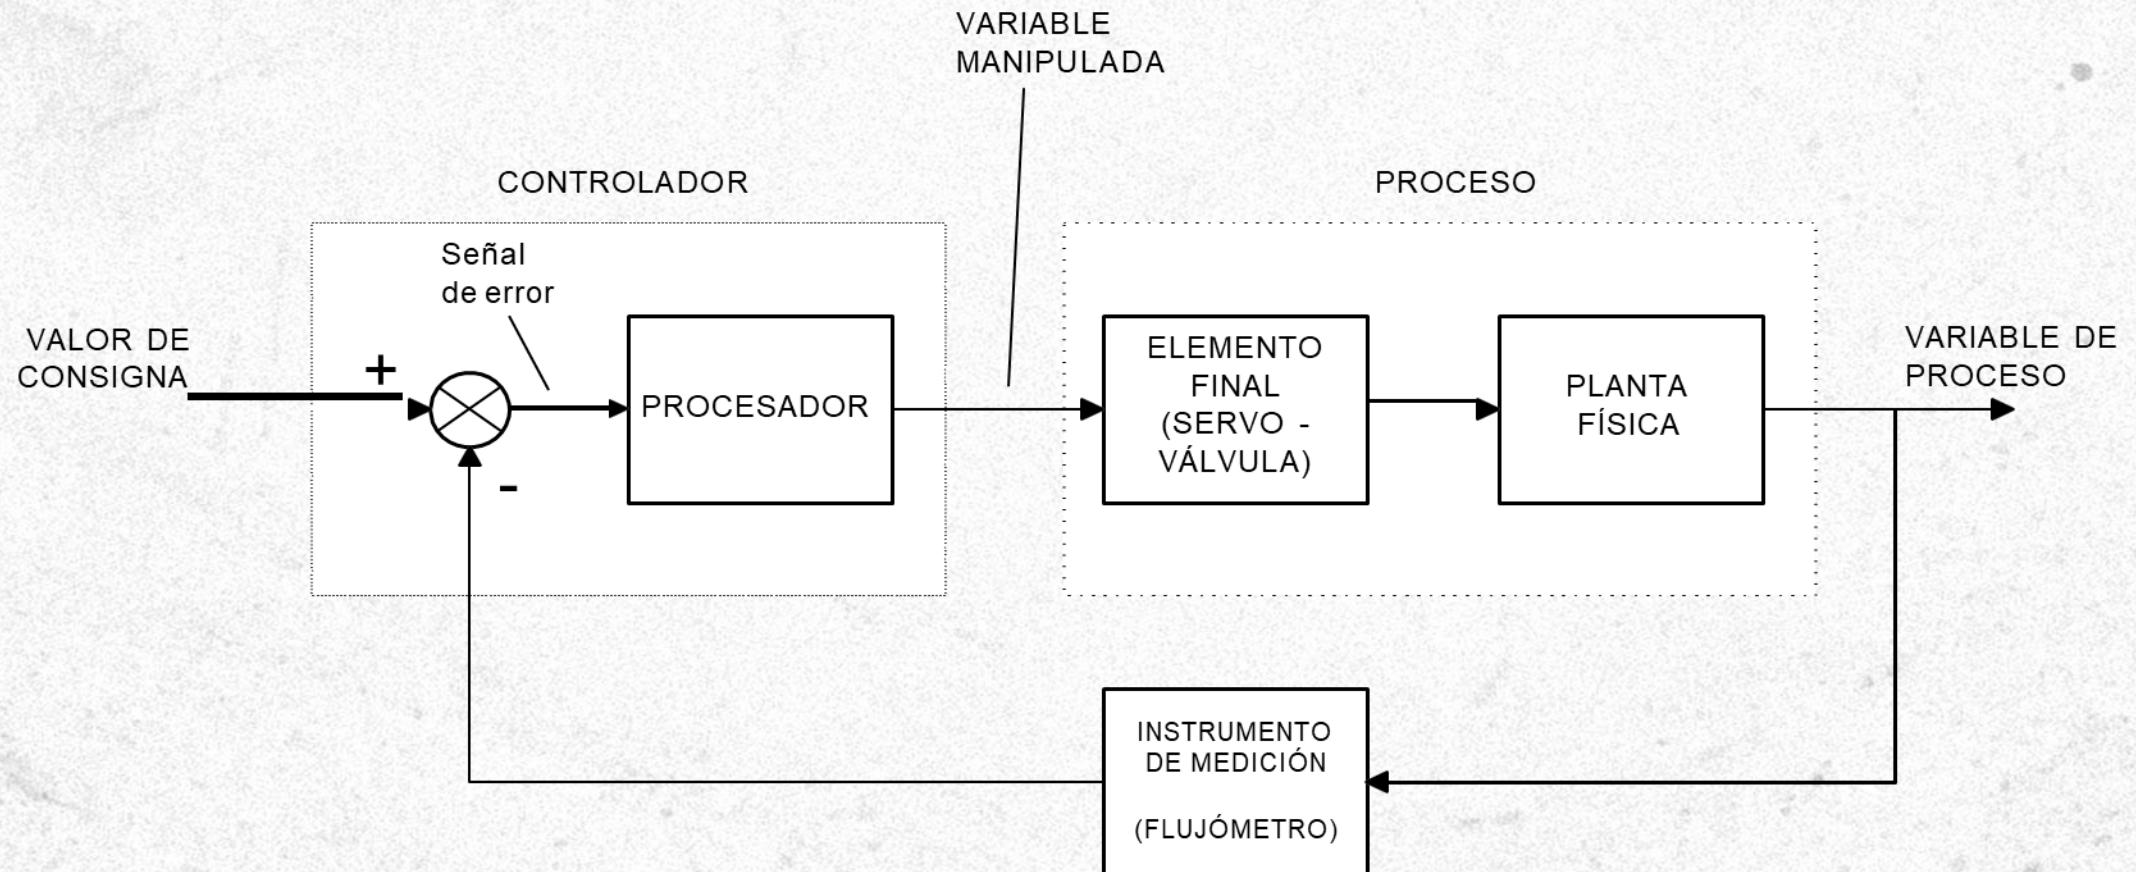 VARIABLE
MANIPULADA
CONTROLADOR
PROCESO
Señal
de error
VALOR DE
CONSIGNA
+
-
PROCESADOR
ELEMENTO
FINAL
(SERVO -
VÁLVULA)
PLANTA
FÍSICA
VARIABLE DE
PROCESO
INSTRUMENTO
DE MEDICIÓN
(FLUJÓMETRO)